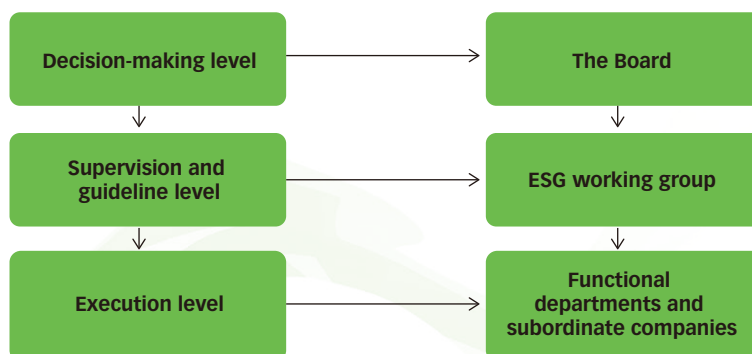 Decision-making level
The Board
Supervision and
guideline level
ESG working group
Execution level
Functional
departments and
subordinate companies